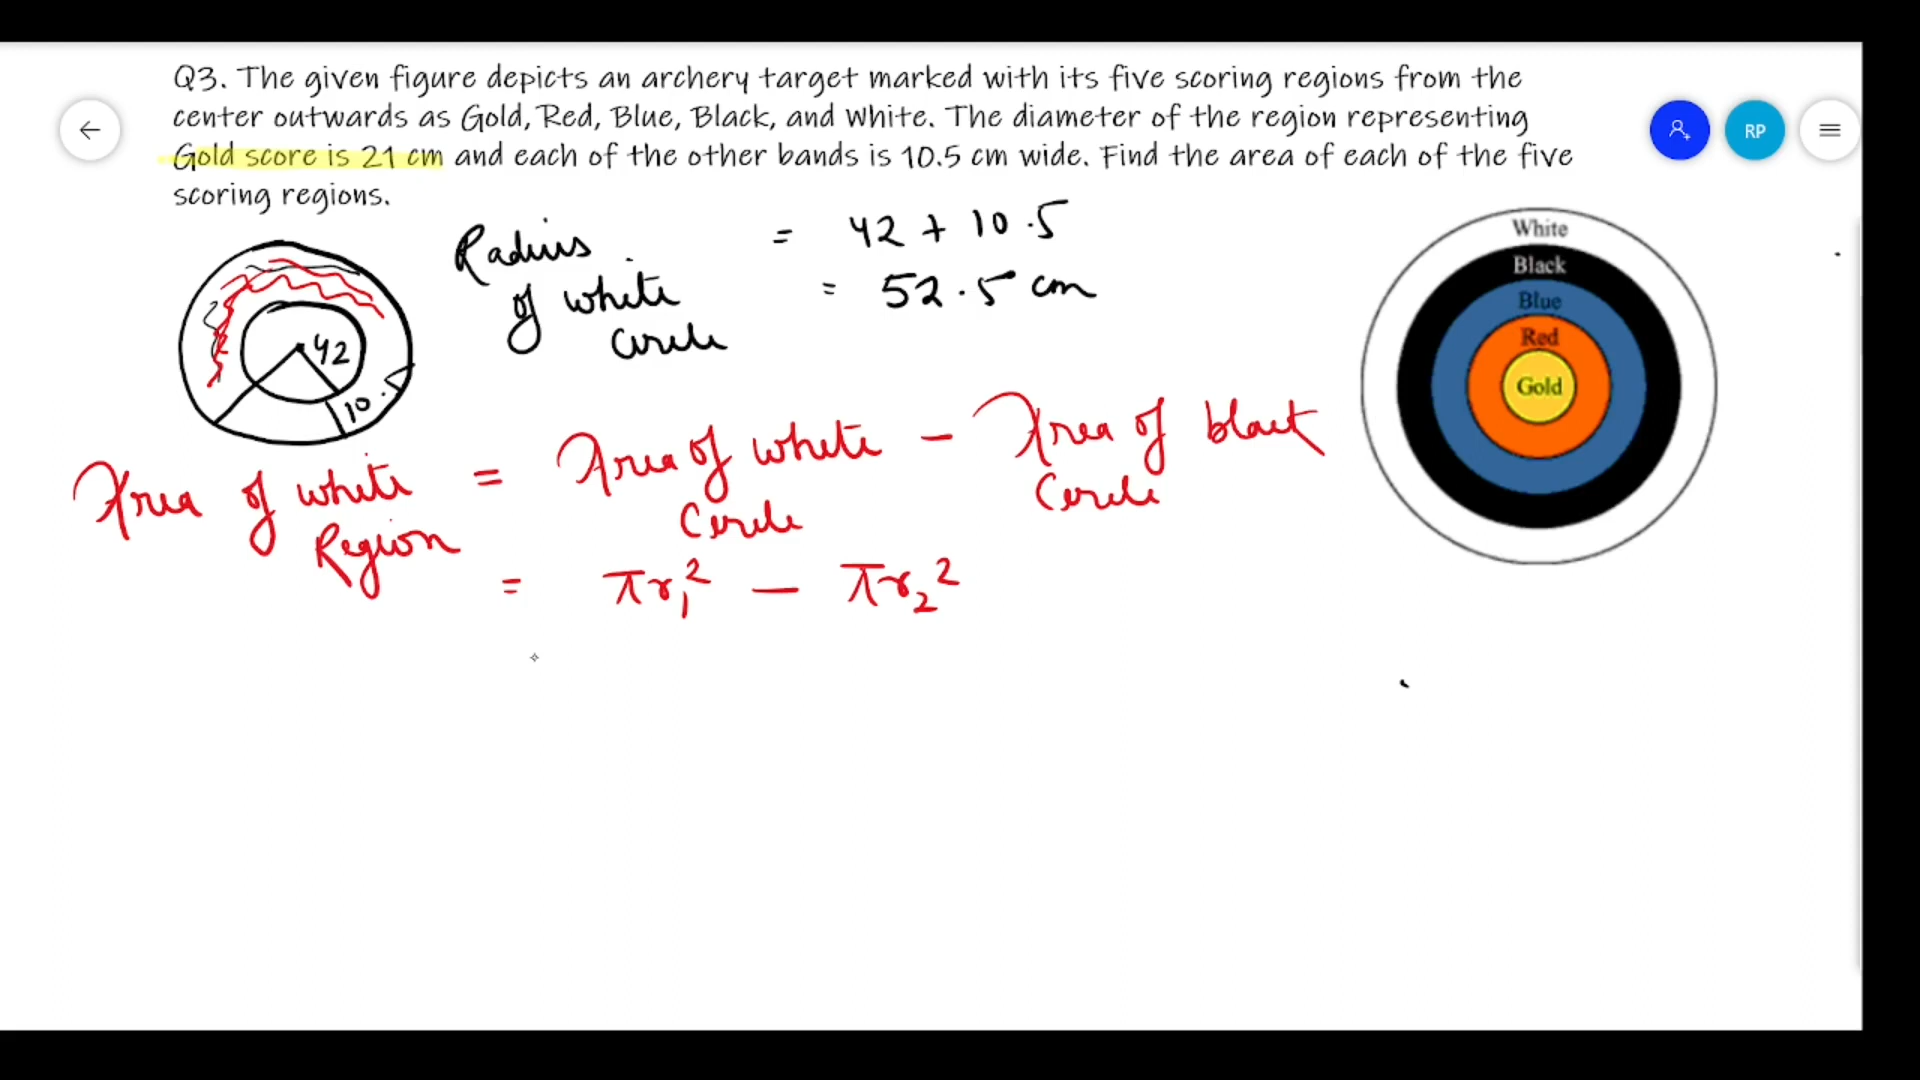 Q3. The given figure depicts an archery target marked with its five scoring regions from the
center outwards as Gold, Red, Blue, Black, and White. The diameter of the region representing
Gold score is 21 cm and each of the other bands is 10.5 cm wide. Find the area of each of the five
scoring regions.
RP
Radius = 42 + 10.5
of white = 52.5 cm
circle
42
10.5
White
Black
Blue
Red
Gold
Area of white = Area of white - Area of black
Region Circle Circle
= πr₁² - πr₂²